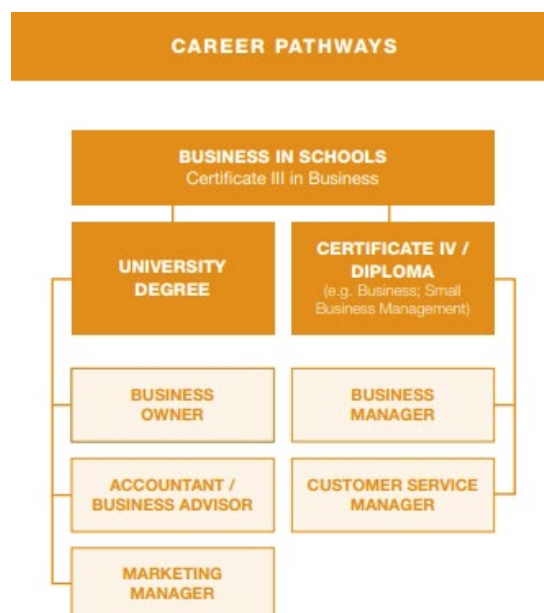 CAREER PATHWAYS
BUSINESS IN SCHOOLS
Certificate III in Business
UNIVERSITY
DEGREE
CERTIFICATE IV /
DIPLOMA
(e.g. Business; Small
Business Management)
BUSINESS
OWNER
BUSINESS
MANAGER
ACCOUNTANT /
BUSINESS ADVISOR
CUSTOMER SERVICE
MANAGER
MARKETING
MANAGER